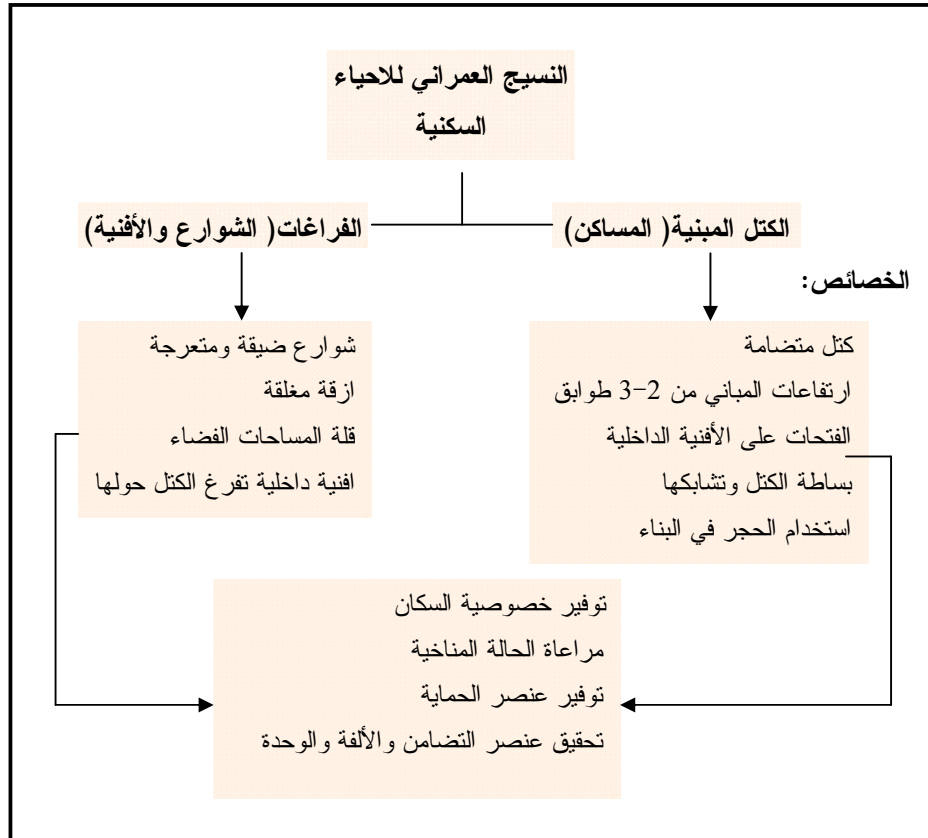 النسيج العمراني للاحياء
السكنية
الكتل المبنية( المساكن)
الفراغات( الشوارع والأفنية)
الخصائص:
كتل متضامة
ارتفاعات المباني من 2-3 طوابق
الفتحات على الأفنية الداخلية
بساطة الكتل وتشابكها
استخدام الحجر في البناء
شوارع ضيقة ومتعرجة
ازقة مغلقة
قلة المساحات الفضاء
افنية داخلية تفرغ الكتل حولها
توفير خصوصية السكان
مراعاة الحالة المناخية
توفير عنصر الحماية
تحقيق عنصر التضامن والألفة والوحدة